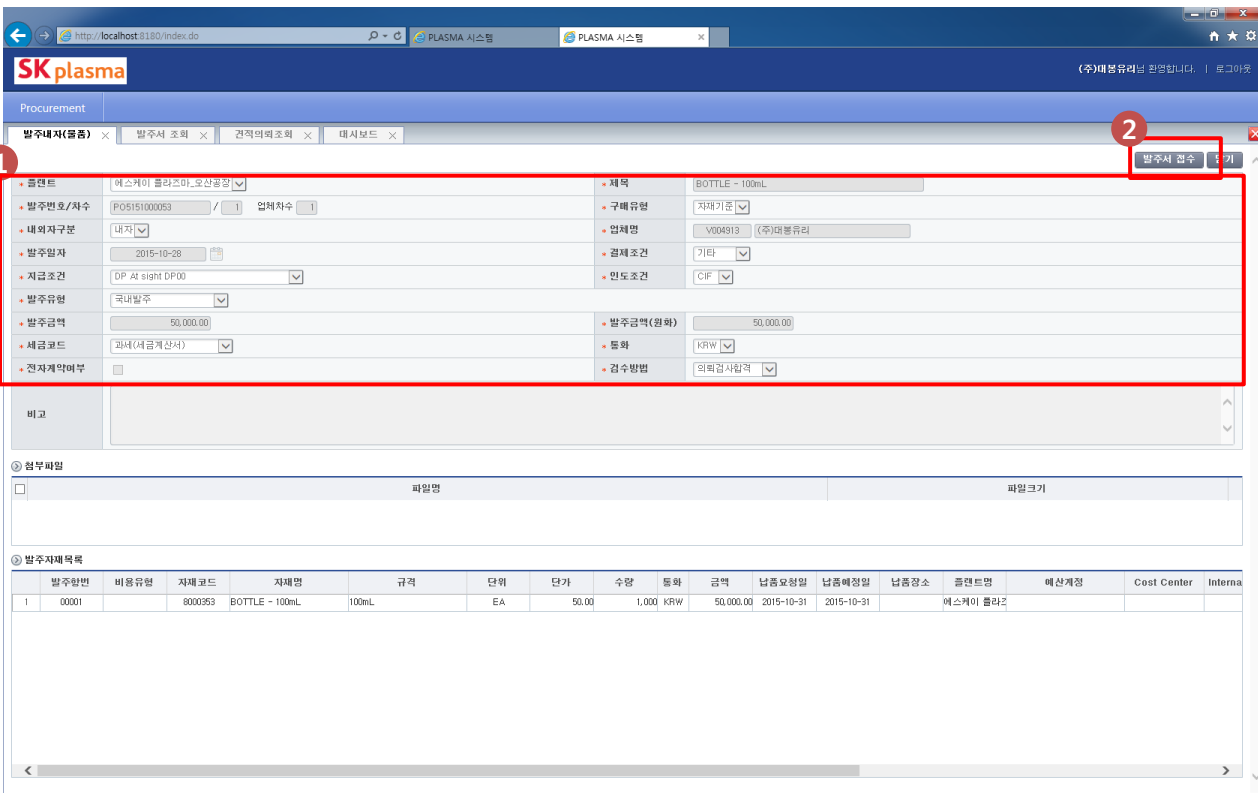 http://localhost:8180/index.do PLASMA 시스템 PLASMA 시스템
SK plasma (주)대봉유리님 환영합니다. | 로그아웃
Procurement
발주내자(물품) 발주서 조회 견적의뢰조회 대시보드
2
발주서 접수 닫기
1
플랜트 에스케이 플라즈마_오산공장 제목 BOTTLE - 100mL
발주번호/차수 PO5151000053 / 1 업체차수 1 구매유형 자재기준
내외자구분 내자 업체명 V004913 (주)대봉유리
발주일자 2015-10-28 결제조건 기타
지급조건 DP At sight DP00 인도조건 CIF
발주유형 국내발주
발주금액 50,000.00 발주금액(원화) 50,000.00
세금코드 과세(세금계산서) 통화 KRW
전자계약여부 검수방법 의뢰검사합격
비고
첨부파일
파일명 파일크기
발주자재목록
발주항번 비용유형 자재코드 자재명 규격 단위 단가 수량 통화 금액 납품요청일 납품예정일 납품장소 플랜트명 예산계정 Cost Center Interna
1 00001 8000353 BOTTLE - 100mL 100mL EA 50.00 1,000 KRW 50,000.00 2015-10-31 2015-10-31 에스케이 플라즈